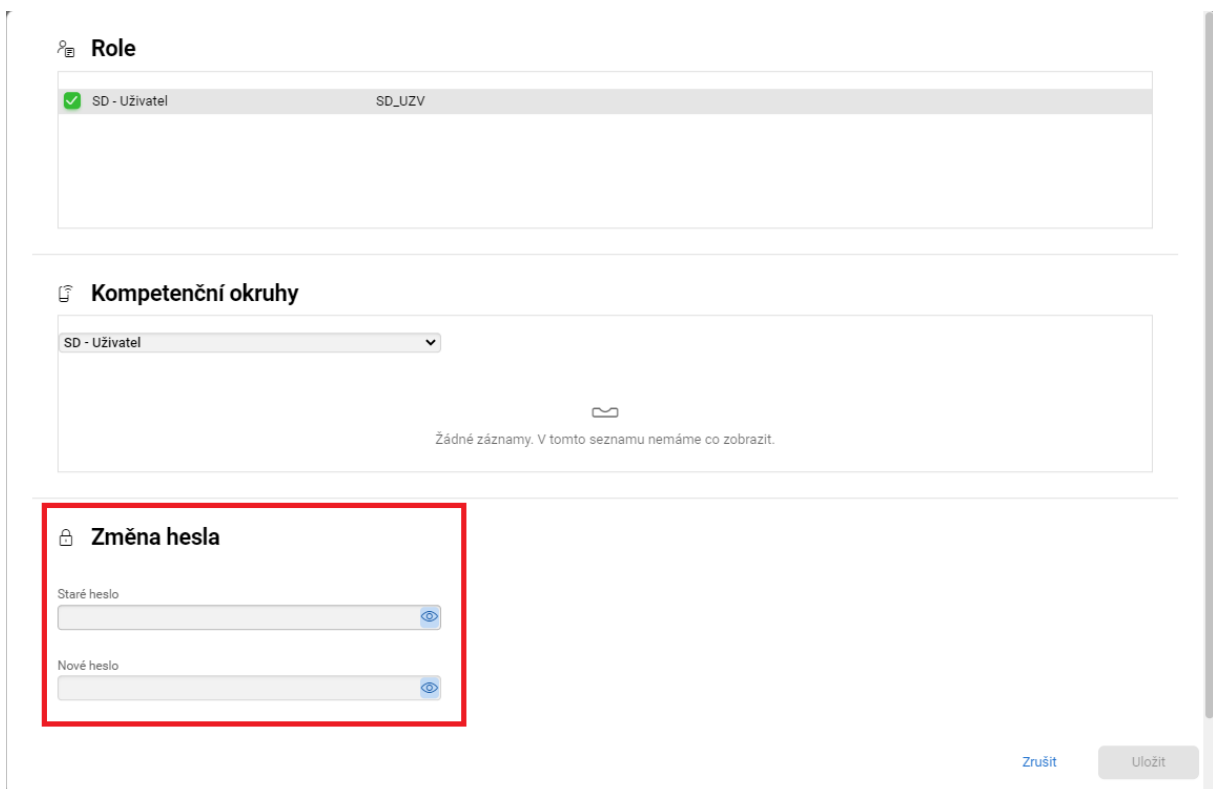 Role
SD - Uživatel SD_UZV
Kompetenční okruhy
SD - Uživatel
Žádné záznamy. V tomto seznamu nemáme co zobrazit.
Změna hesla
Staré heslo
Nové heslo
Zrušit Uložit